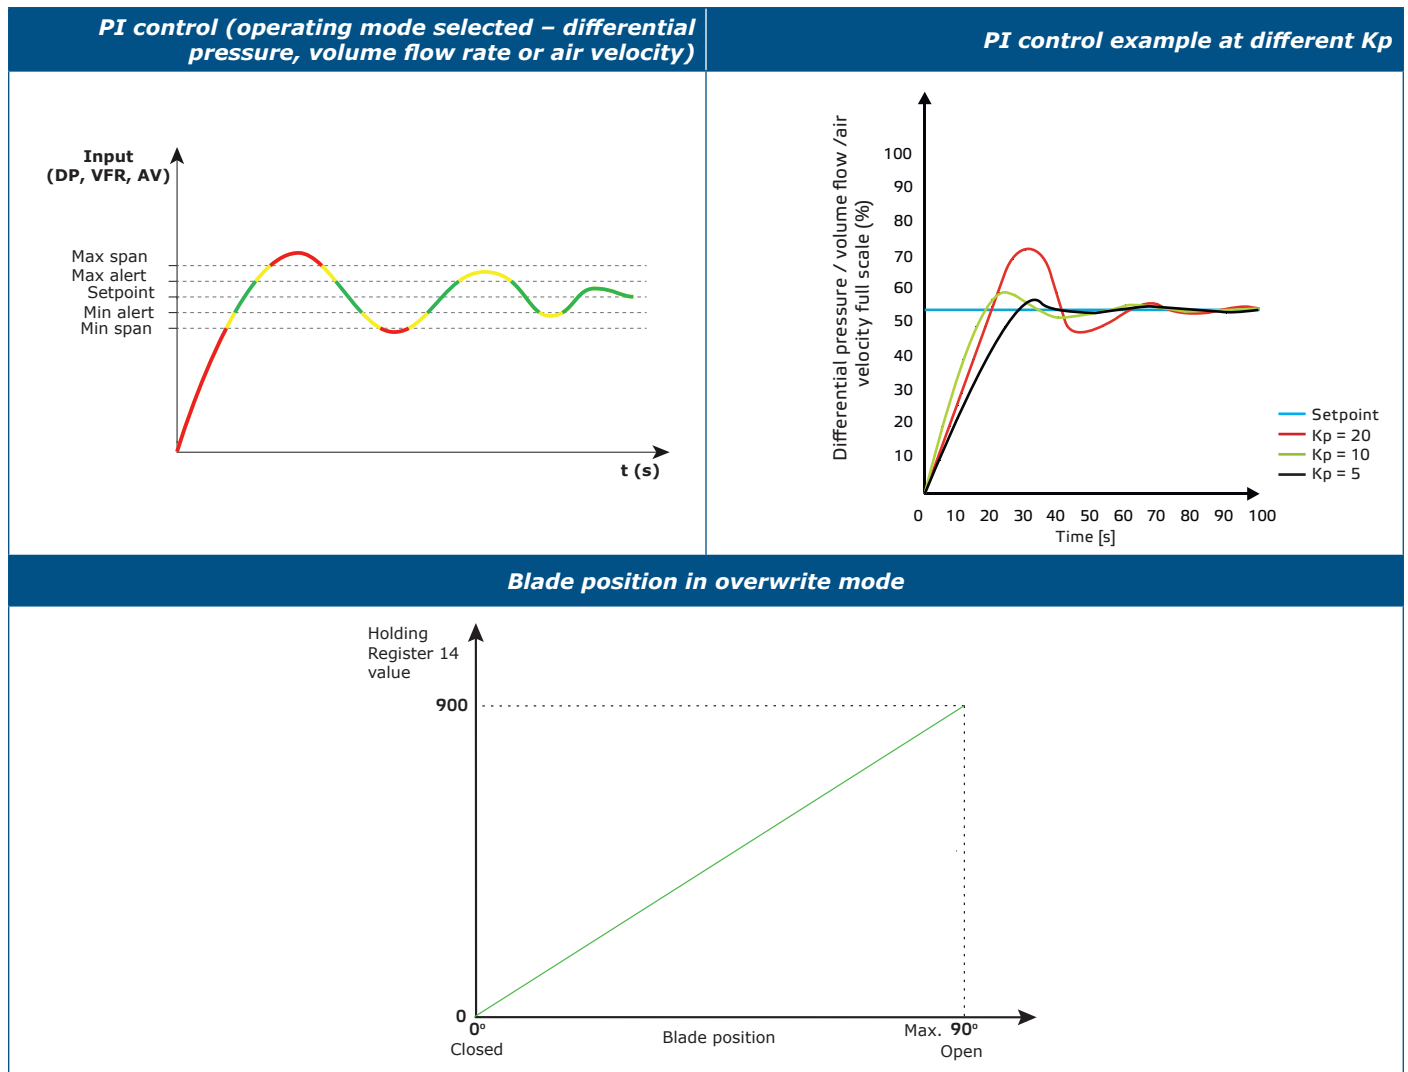 PI control (operating mode selected – differential
pressure, volume flow rate or air velocity)
PI control example at different Kp
Input
(DP, VFR, AV)
Max span
Max alert
Setpoint
Min alert
Min span
t (s)
Differential pressure / volume flow /air
velocity full scale (%)
100
90
80
70
60
50
40
30
20
10
0 10 20 30 40 50 60 70 80 90 100
Time [s]
Setpoint
Kp = 20
Kp = 10
Kp = 5
Blade position in overwrite mode
Holding
Register 14
value
900
0
0° Blade position Max. 90°
Closed Open